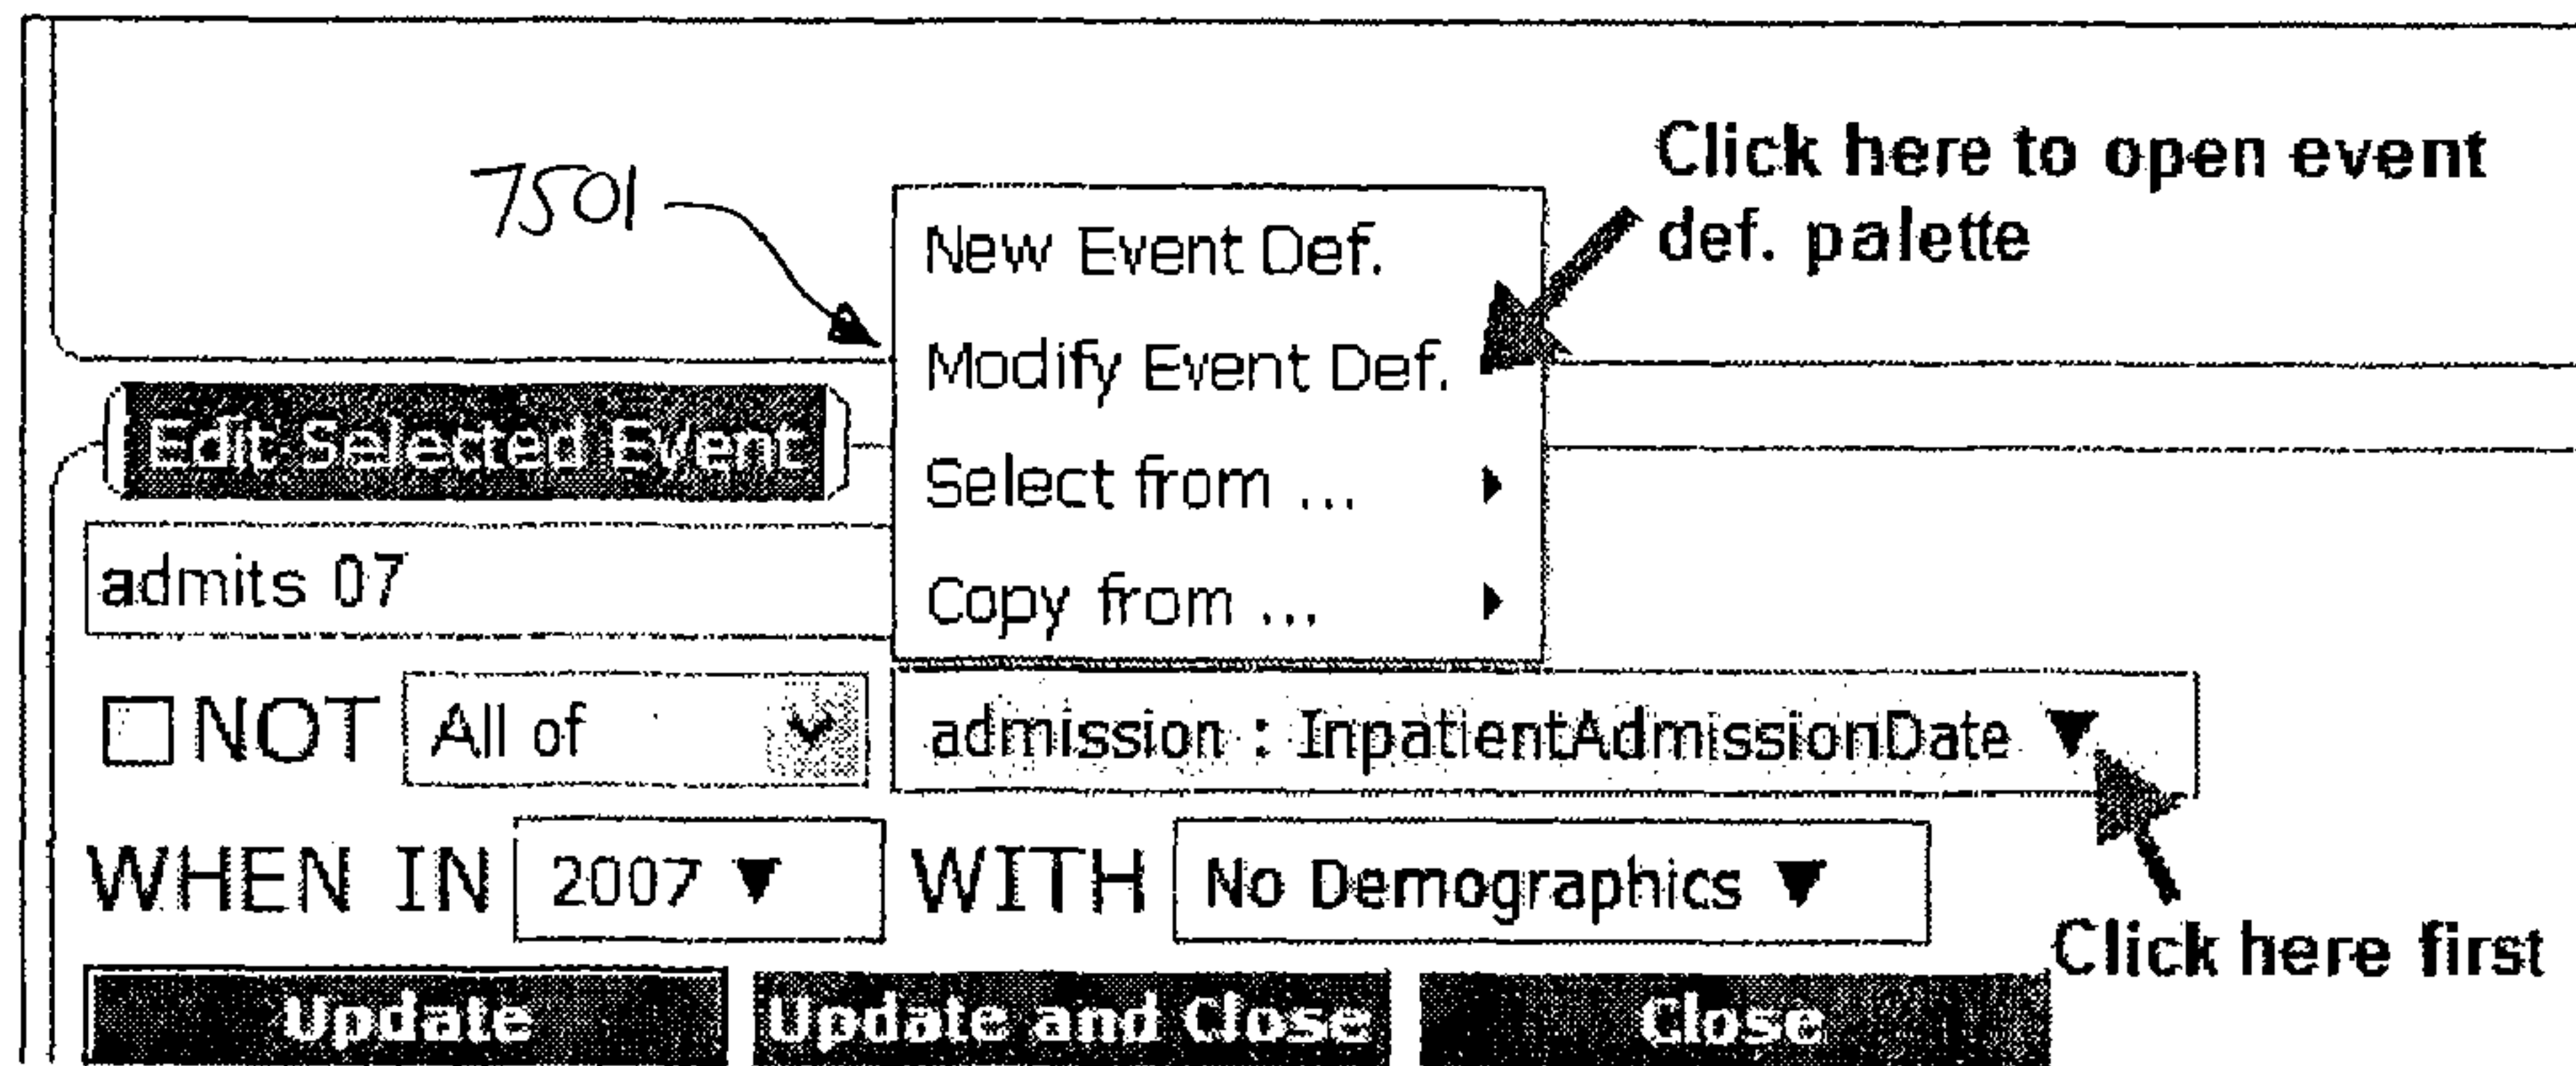 Click here to open event
def. palette
7501
New Event Def.
Modify Event Def.
Select from ...
Copy from ...
Edit Selected Event
admits 07
NOT All of admission : InpatientAdmissionDate
WHEN IN 2007 WITH No Demographics
Click here first
Update Update and Close Close